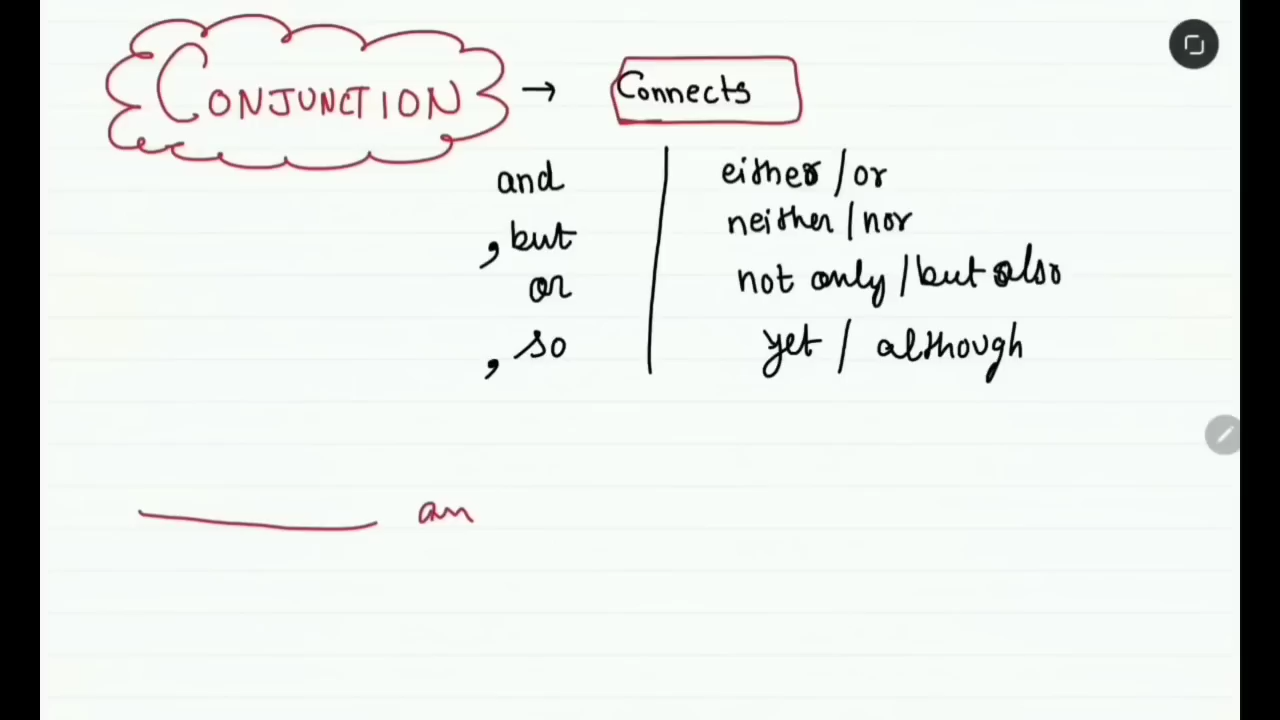 CONJUNCTION → Connects
and
, but
or
, so
either / or
neither / nor
not only / but also
yet / although
an